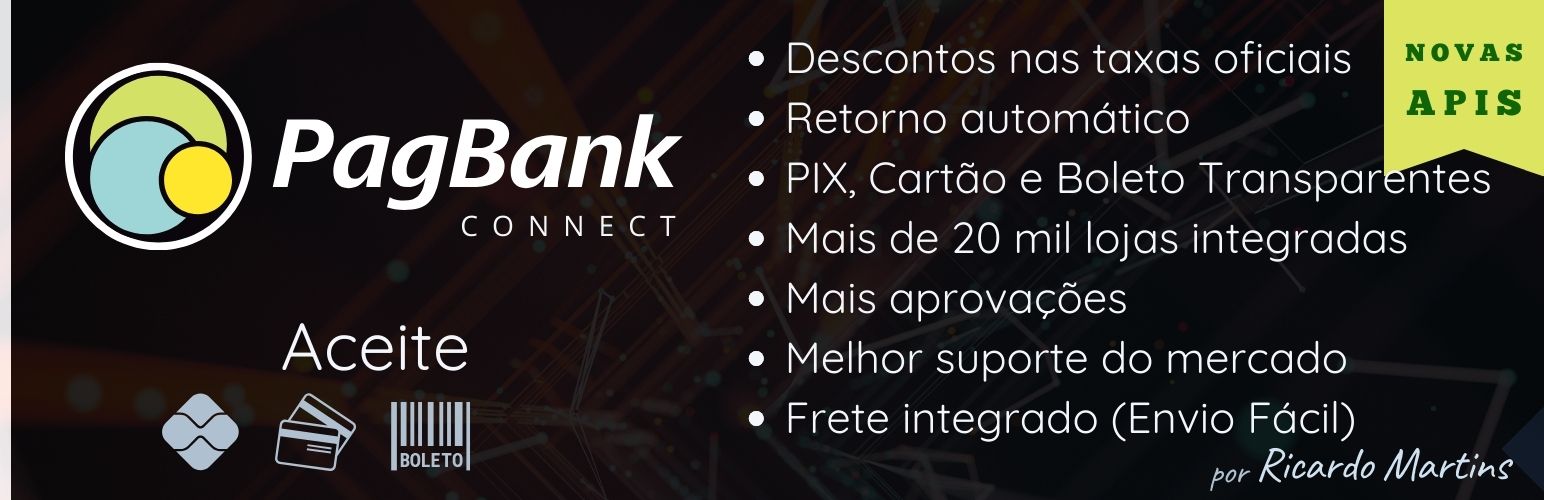 PagBank
CONNECT
Aceite
BOLETO
Descontos nas taxas oficiais
Retorno automático
PIX, Cartão e Boleto Transparentes
Mais de 20 mil lojas integradas
Mais aprovações
Melhor suporte do mercado
Frete integrado (Envio Fácil)
NOVAS
APIS
por Ricardo Martins